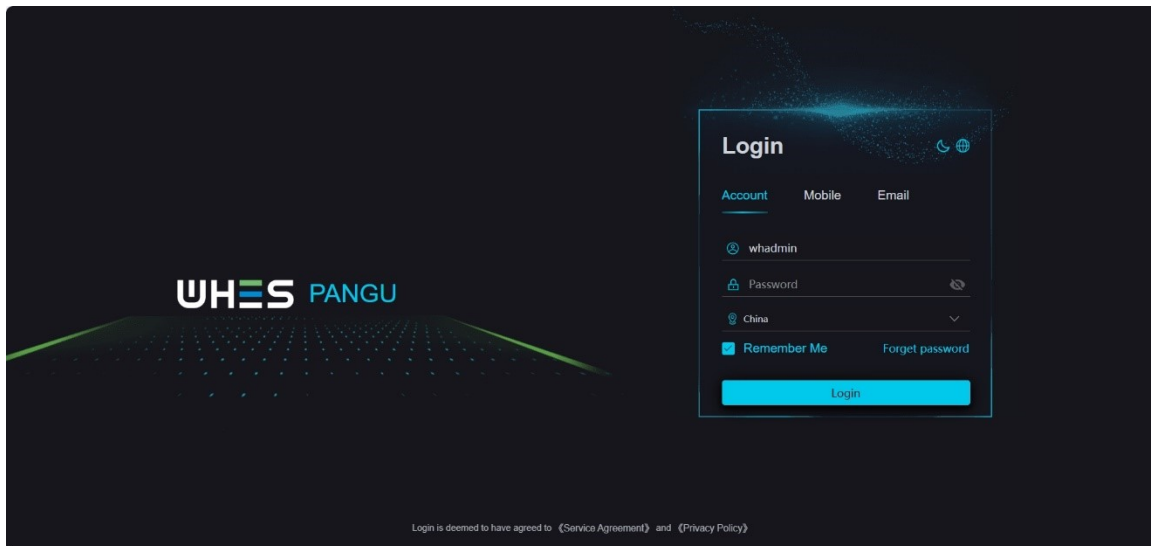 Login
Account Mobile Email
whadmin
Password
China
Remember Me Forget password
Login
WHES PANGU
Login is deemed to have agreed to 《Service Agreement》 and 《Privacy Policy》